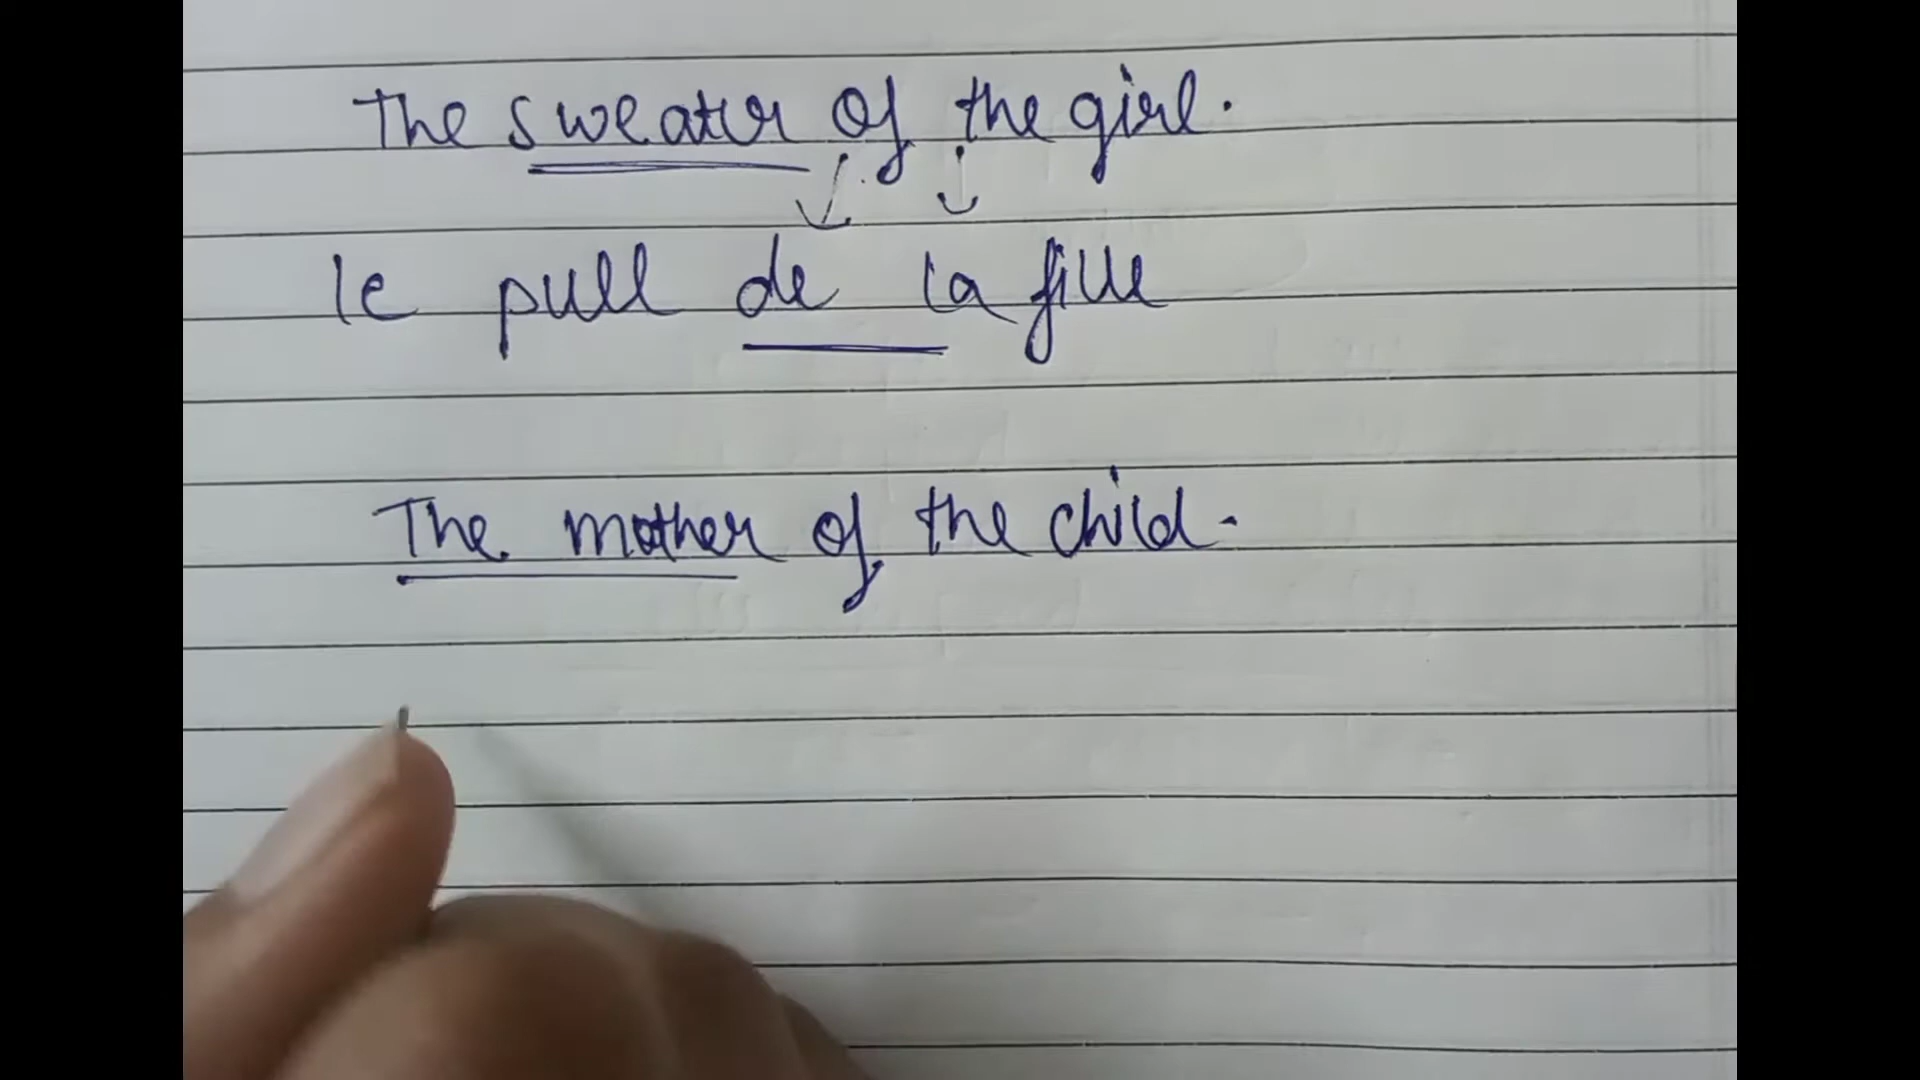 The sweater of the girl.
le pull de la fille
The mother of the child.